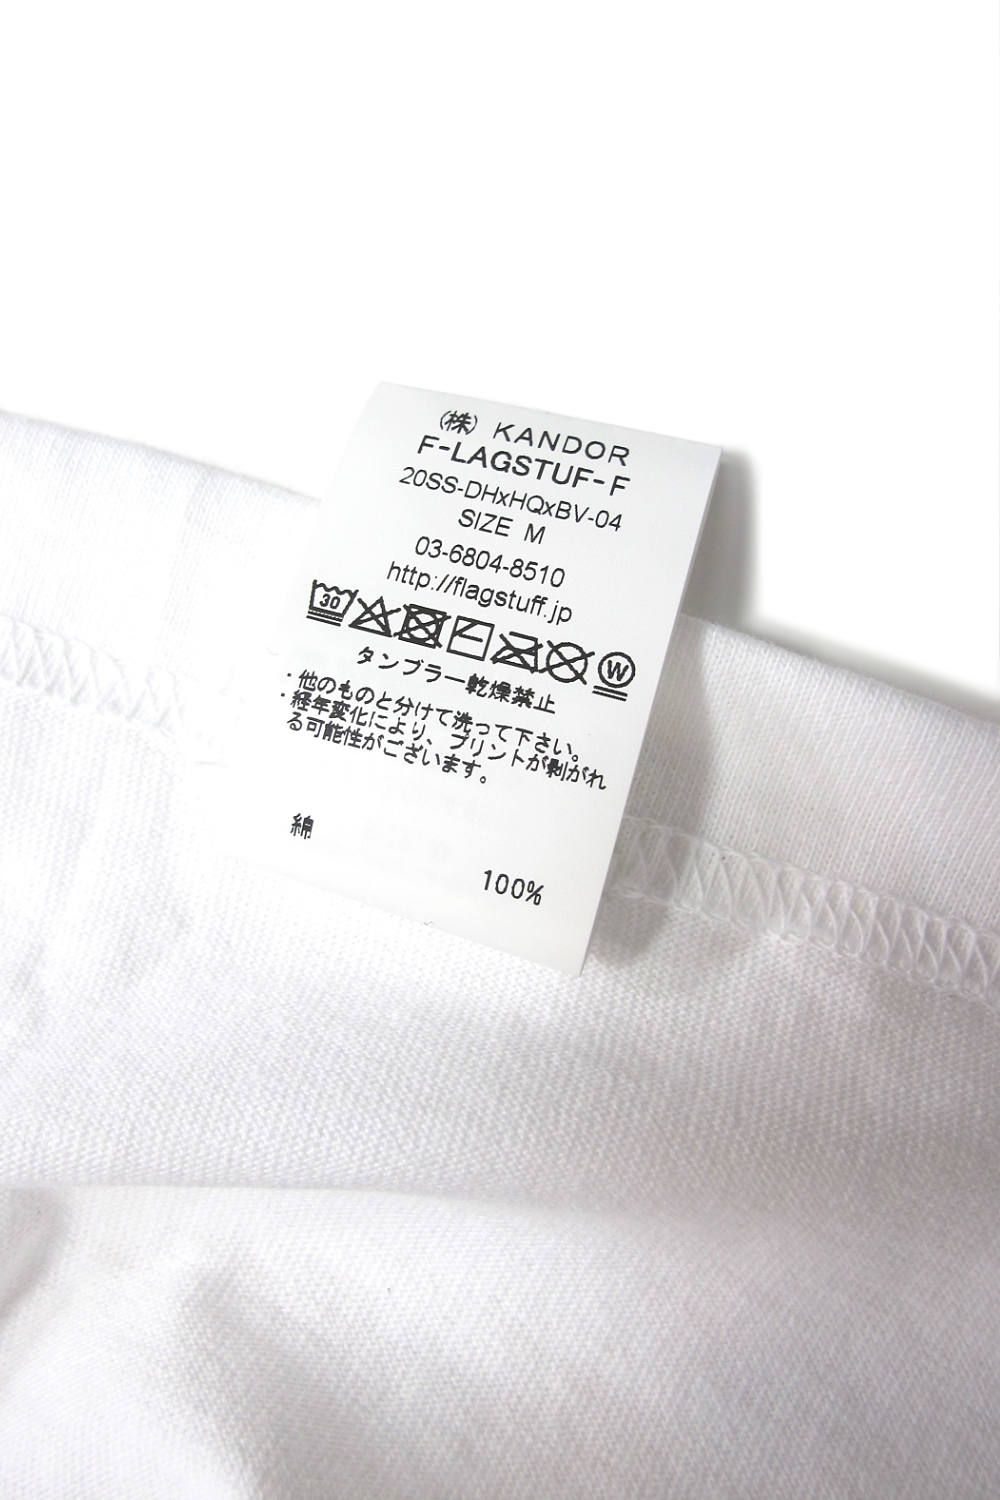 (株) KANDOR
F-LAGSTUF-F
20SS-DHxHQxBV-04
SIZE M
03-6804-8510
http://flagstuff.jp
30 W
タンブラー乾燥禁止
・他のものと分けて洗って下さい。
・経年変化により、プリントが剥がれ
る可能性がございます。
綿
100%